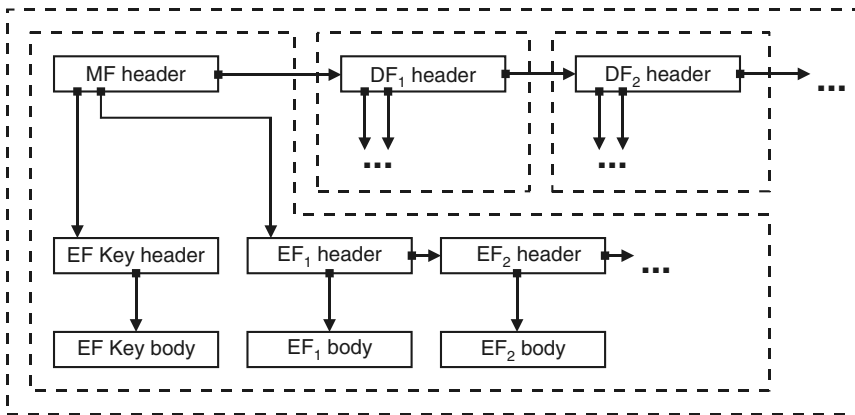 MF header
DF₁ header
DF₂ header
...
...
...
EF Key header
EF₁ header
EF₂ header
...
EF Key body
EF₁ body
EF₂ body